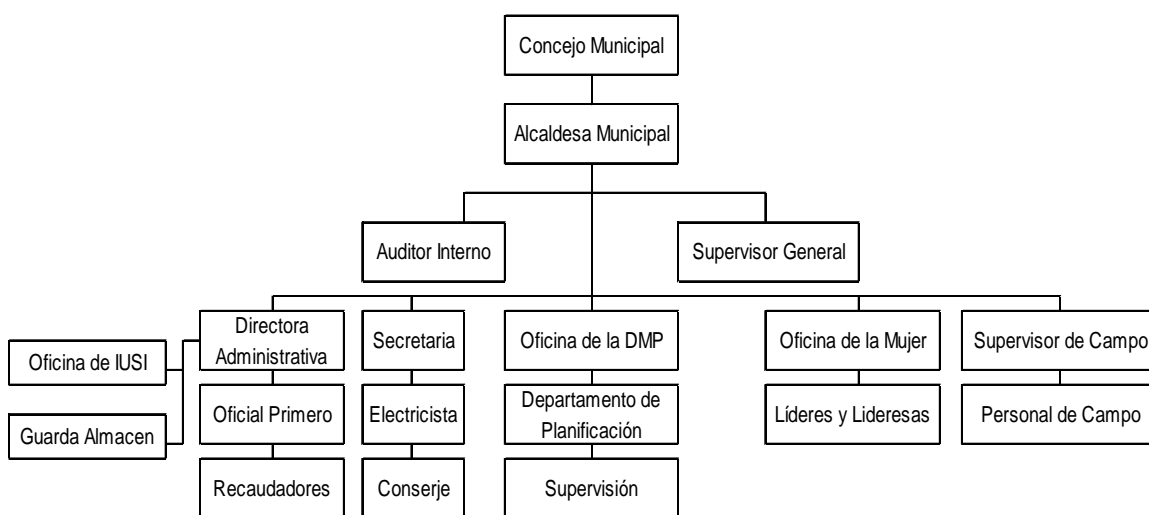 Concejo Municipal
Alcaldesa Municipal
Auditor Interno
Supervisor General
Directora
Administrativa
Secretaria
Oficina de la DMP
Oficina de la Mujer
Supervisor de Campo
Oficina de IUSI
Oficial Primero
Electricista
Departamento de
Planificación
Líderes y Lideresas
Personal de Campo
Guarda Almacen
Recaudadores
Conserje
Supervisión